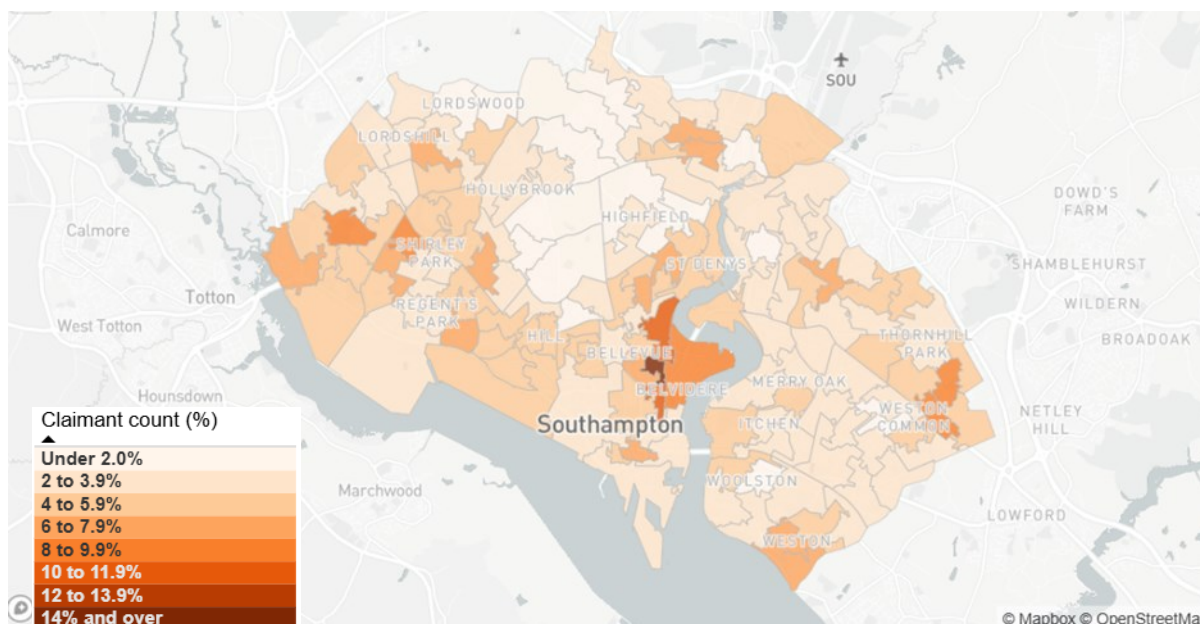 SOU
LORDSWOOD
LORDSHILL
HOLLYBROOK
DOWD'S
FARM
Calmore
HIGHFIELD
SHIRLEY
PARK
ST DENYS
SHAMBLEHURST
Totton
WILDERN
West Totton
REGENT'S
PARK
HILL
BELLEVUE
THORNHILL
PARK
BROADOAK
Hounsdown
BELVIDERE
MERRY OAK
WESTON
COMMON
NETLEY
HILL
Southampton
ITCHEN
Marchwood
WOOLSTON
LOWFORD
WESTON
Claimant count (%)
Under 2.0%
2 to 3.9%
4 to 5.9%
6 to 7.9%
8 to 9.9%
10 to 11.9%
12 to 13.9%
14% and over
© Mapbox © OpenStreetMa